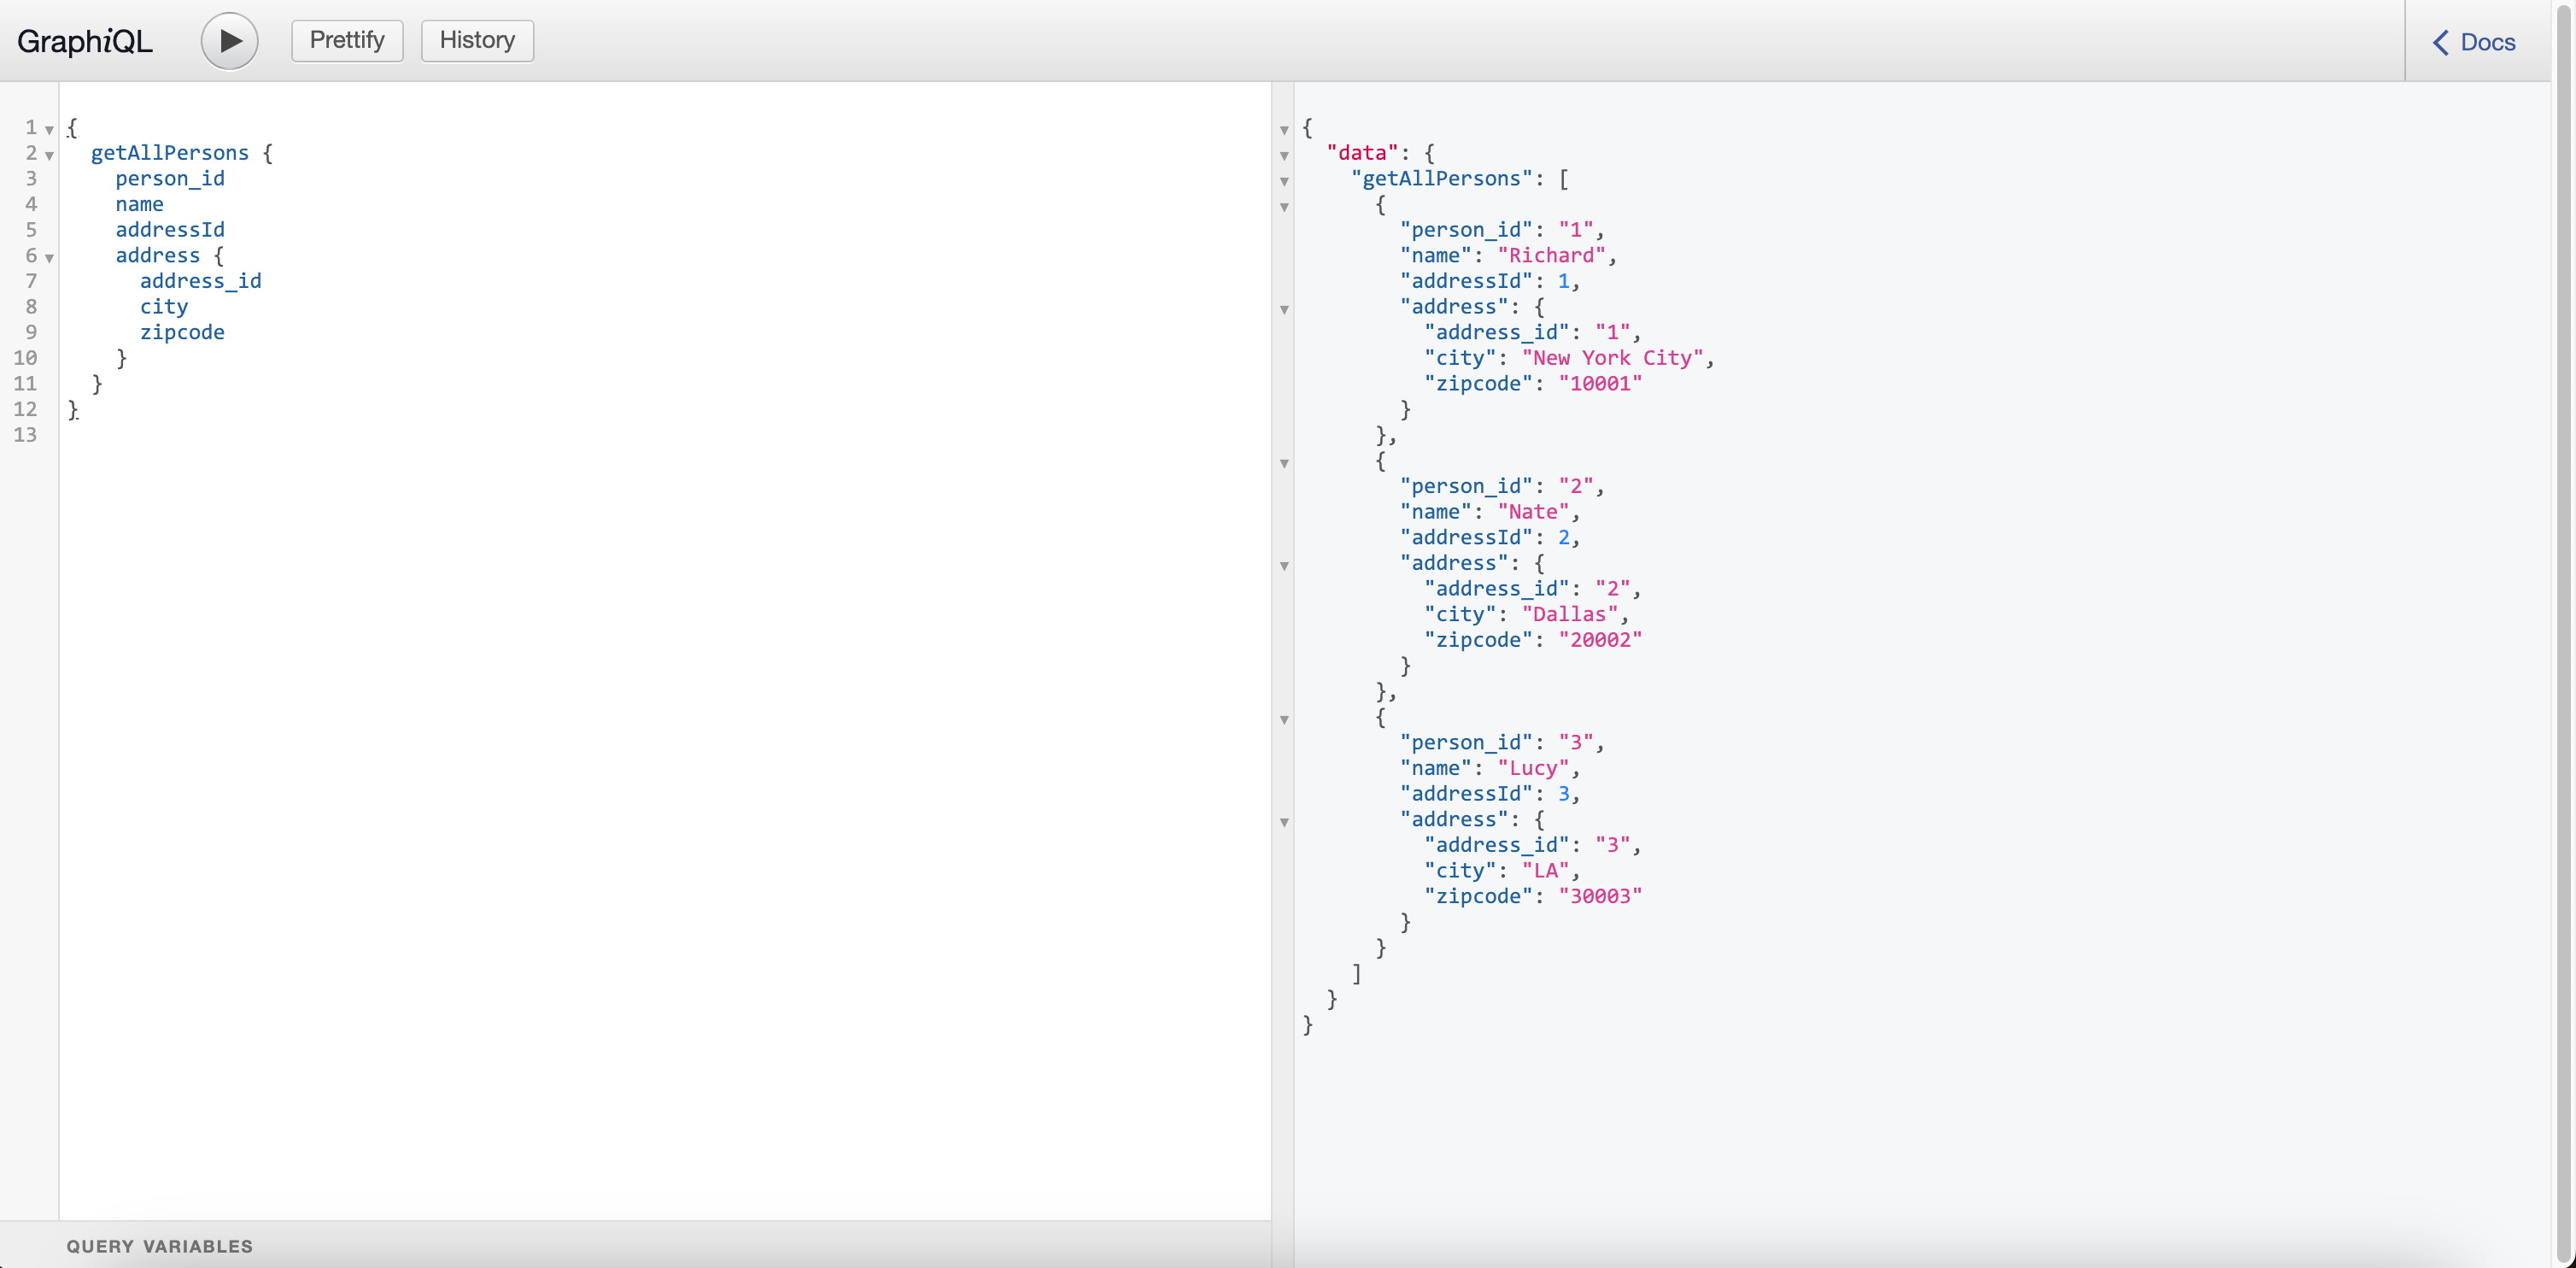 GraphiQL
Prettify
History
Docs
1 {
2 getAllPersons {
3 person_id
4 name
5 addressId
6 address {
7 address_id
8 city
9 zipcode
10 }
11 }
12 }
13
{
"data": {
"getAllPersons": [
{
"person_id": "1",
"name": "Richard",
"addressId": 1,
"address": {
"address_id": "1",
"city": "New York City",
"zipcode": "10001"
}
},
{
"person_id": "2",
"name": "Nate",
"addressId": 2,
"address": {
"address_id": "2",
"city": "Dallas",
"zipcode": "20002"
}
},
{
"person_id": "3",
"name": "Lucy",
"addressId": 3,
"address": {
"address_id": "3",
"city": "LA",
"zipcode": "30003"
}
}
]
}
}
QUERY VARIABLES